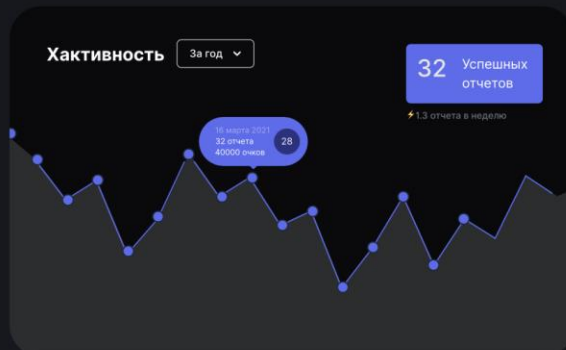 Хактивность
За год
32
Успешных
отчетов
⚡1.3 отчета в неделю
16 марта 2021
32 отчета
40000 очков
28